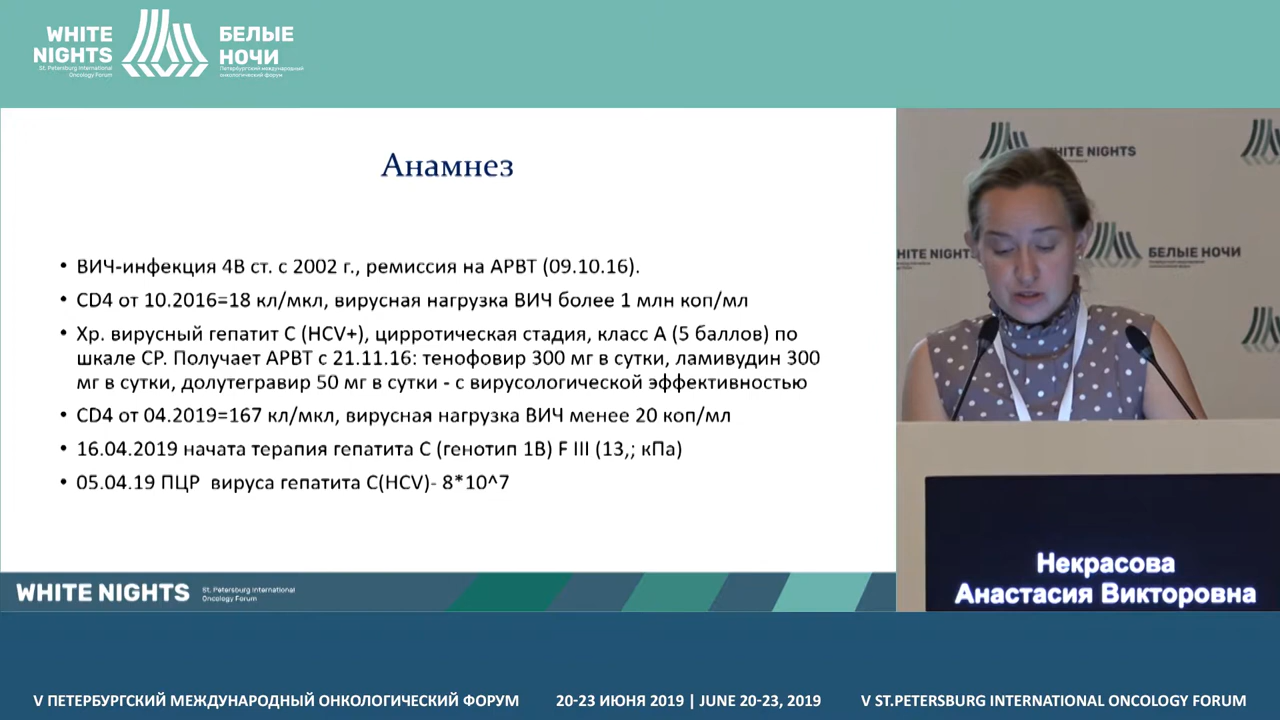 WHITE
NIGHTS
St. Petersburg International
Oncology Forum
БЕЛЫЕ
НОЧИ
Петербургский международный
онкологический форум
Анамнез
• ВИЧ-инфекция 4В ст. с 2002 г., ремиссия на АРВТ (09.10.16).
• CD4 от 10.2016=18 кл/мкл, вирусная нагрузка ВИЧ более 1 млн коп/мл
• Хр. вирусный гепатит С (HCV+), цирротическая стадия, класс А (5 баллов) по
шкале СР. Получает АРВТ с 21.11.16: тенофовир 300 мг в сутки, ламивудин 300
мг в сутки, долутегравир 50 мг в сутки - с вирусологической эффективностью
• CD4 от 04.2019=167 кл/мкл, вирусная нагрузка ВИЧ менее 20 коп/мл
• 16.04.2019 начата терапия гепатита С (генотип 1В) F III (13,; кПа)
• 05.04.19 ПЦР вируса гепатита С(HCV)- 8*10^7
WHITE NIGHTS
St. Petersburg International
Oncology Forum
WHITE NIGHTS
HITE NIGHTS
БЕЛЫЕ НОЧИ
Некрасова
Анастасия Викторовна
V ПЕТЕРБУРГСКИЙ МЕЖДУНАРОДНЫЙ ОНКОЛОГИЧЕСКИЙ ФОРУМ
20-23 ИЮНЯ 2019 | JUNE 20-23, 2019
V ST.PETERSBURG INTERNATIONAL ONCOLOGY FORUM